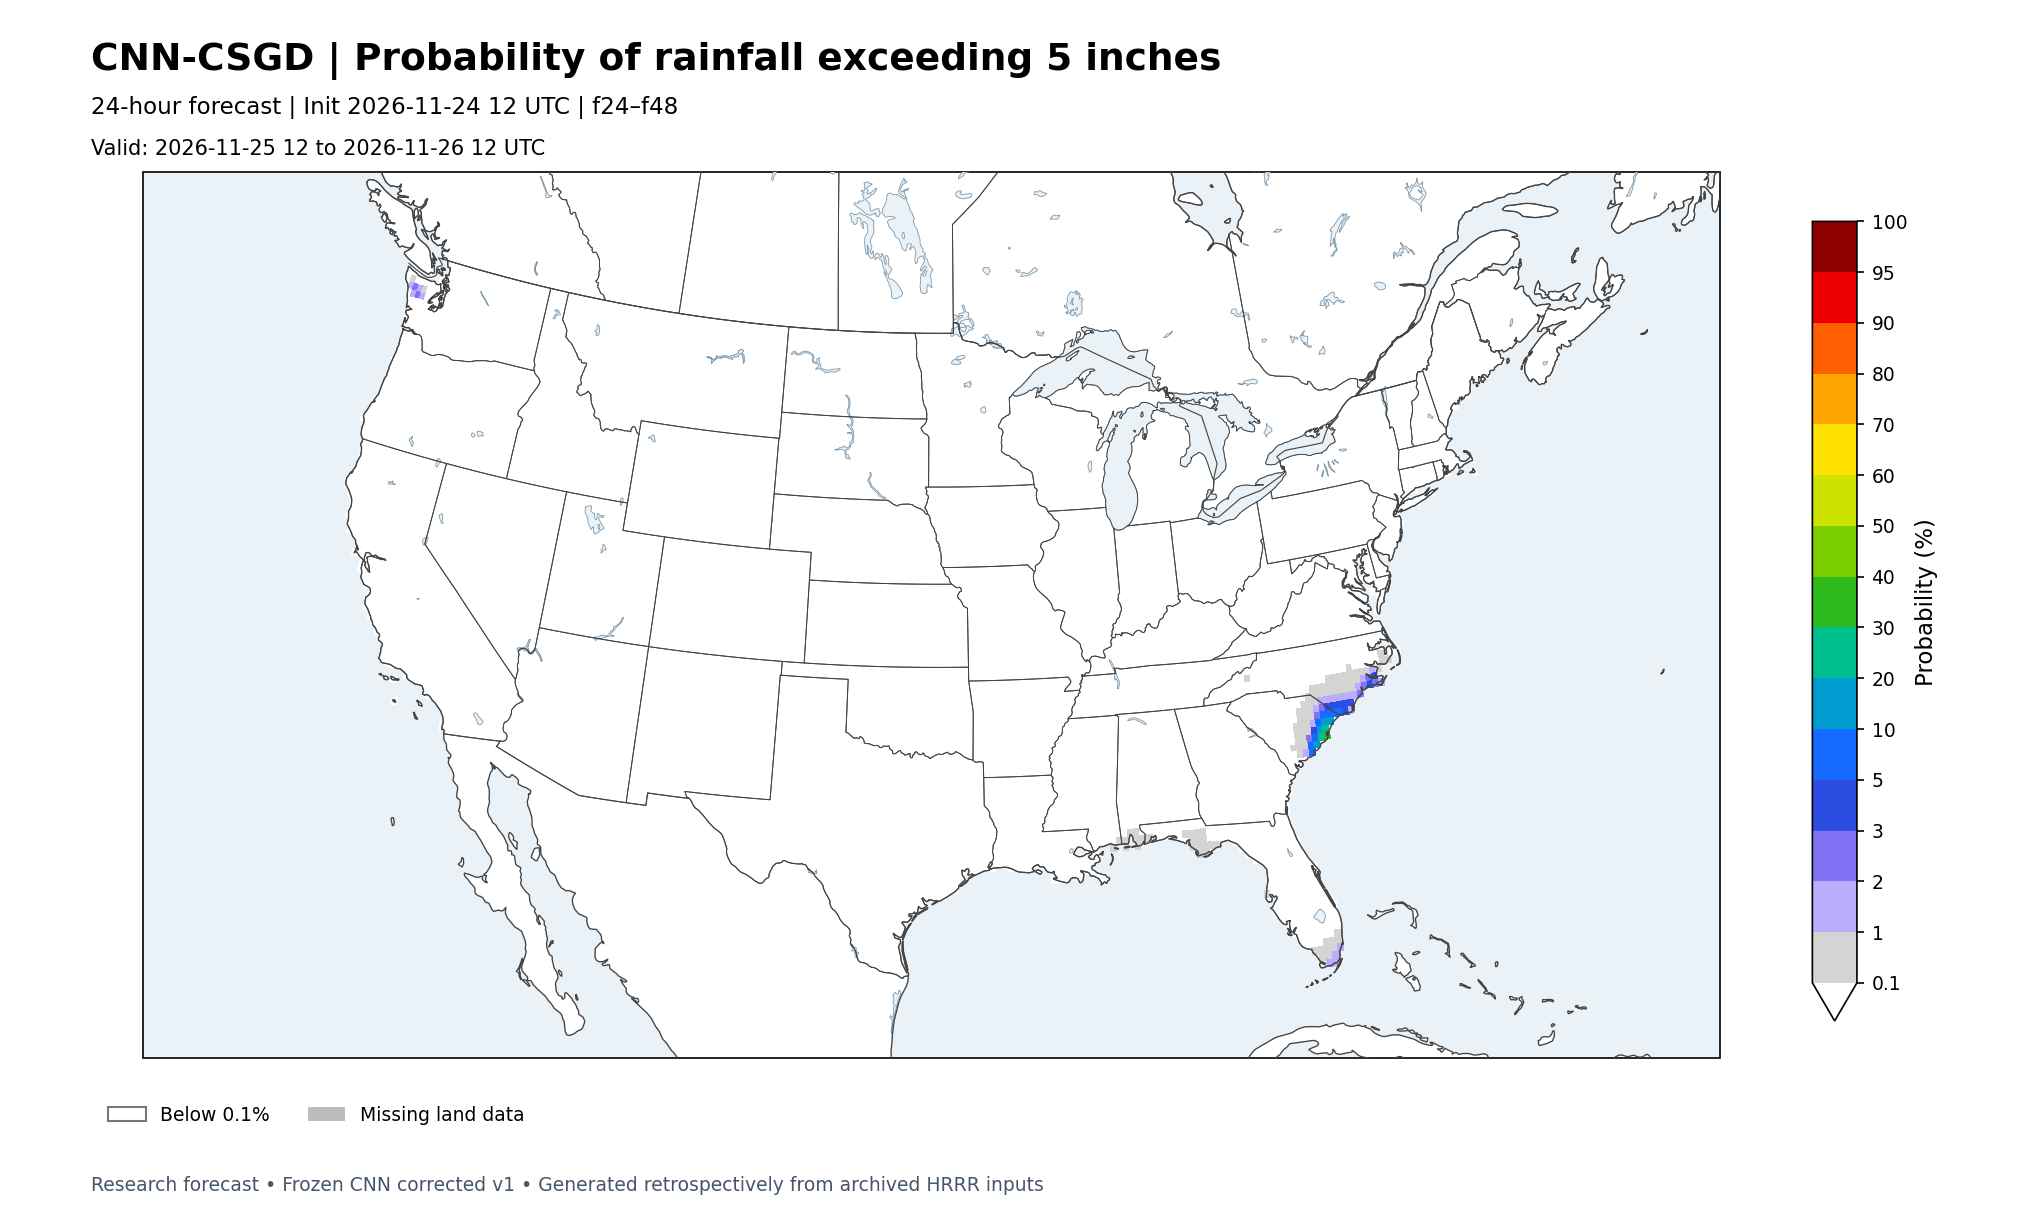 CNN-CSGD | Probability of rainfall exceeding 5 inches
24-hour forecast | Init 2026-11-24 12 UTC | f24–f48
Valid: 2026-11-25 12 to 2026-11-26 12 UTC
100
95
90
80
70
60
50
40
30
20
10
5
3
2
1
0.1
Probability (%)
Below 0.1%
Missing land data
Research forecast • Frozen CNN corrected v1 • Generated retrospectively from archived HRRR inputs